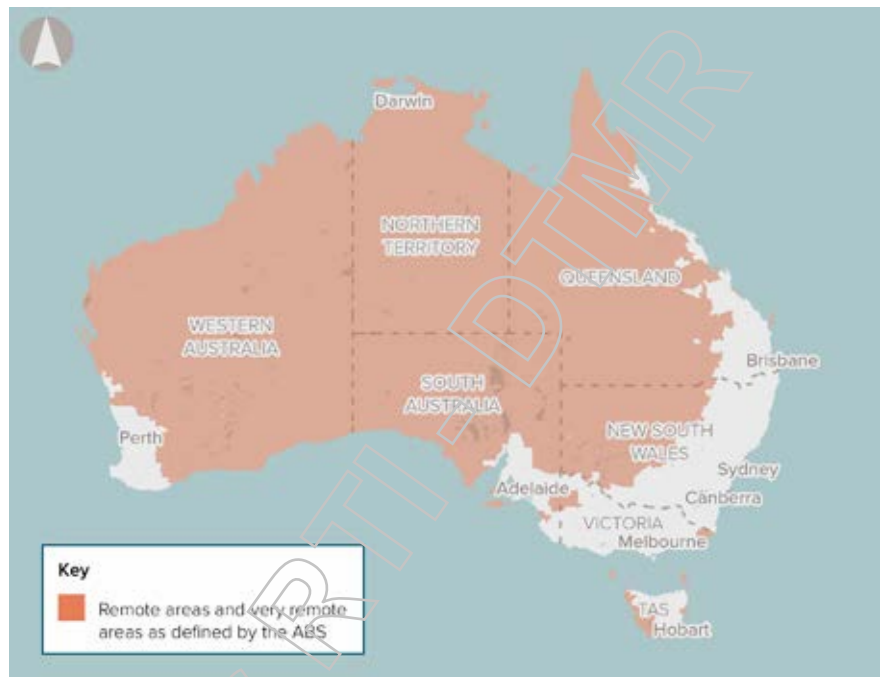 Darwin
NORTHERN
TERRITORY
QUEENSLAND
WESTERN
AUSTRALIA
SOUTH
AUSTRALIA
Brisbane
NEW SOUTH
WALES
Perth
Sydney
Adelaide
Canberra
VICTORIA
Melbourne
TAS
Hobart
Key
Remote areas and very remote
areas as defined by the ABS
RTI - DTMR